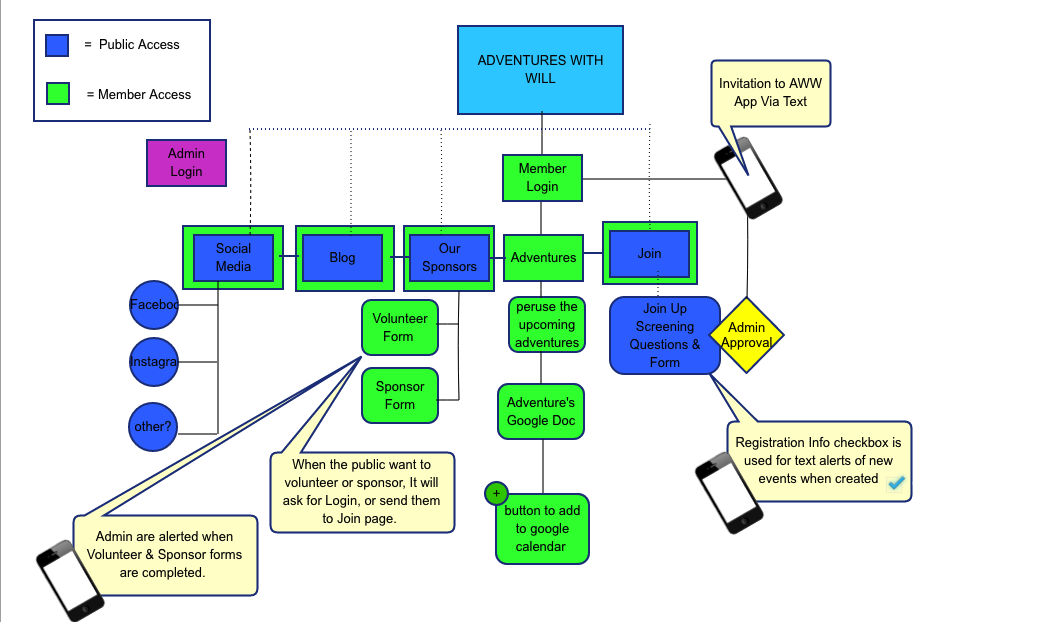 = Public Access
= Member Access
ADVENTURES WITH
WILL
Invitation to AWW
App Via Text
Admin
Login
Member
Login
Social
Media
Blog
Our
Sponsors
Adventures
Join
Faceboo
Instagra
other?
Volunteer
Form
Sponsor
Form
peruse the
upcoming
adventures
Join Up
Screening
Questions &
Form
Admin
Approval
Adventure's
Google Doc
Registration Info checkbox is
used for text alerts of new
events when created
When the public want to
volunteer or sponsor, It will
ask for Login, or send them
to Join page.
+
button to add
to google
calendar
Admin are alerted when
Volunteer & Sponsor forms
are completed.